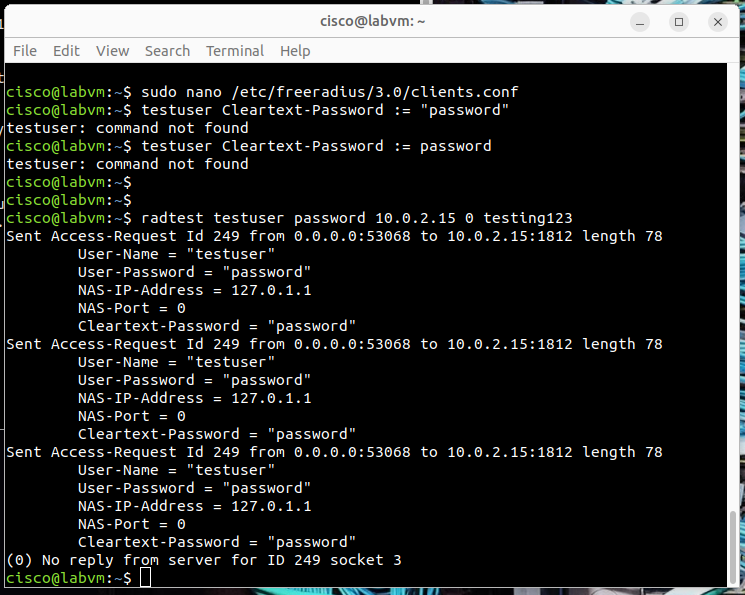 cisco@labvm: ~
File Edit View Search Terminal Help
cisco@labvm:~$ sudo nano /etc/freeradius/3.0/clients.conf
cisco@labvm:~$ testuser Cleartext-Password := "password"
testuser: command not found
cisco@labvm:~$ testuser Cleartext-Password := password
testuser: command not found
cisco@labvm:~$
cisco@labvm:~$
cisco@labvm:~$ radtest testuser password 10.0.2.15 0 testing123
Sent Access-Request Id 249 from 0.0.0.0:53068 to 10.0.2.15:1812 length 78
        User-Name = "testuser"
        User-Password = "password"
        NAS-IP-Address = 127.0.1.1
        NAS-Port = 0
        Cleartext-Password = "password"
Sent Access-Request Id 249 from 0.0.0.0:53068 to 10.0.2.15:1812 length 78
        User-Name = "testuser"
        User-Password = "password"
        NAS-IP-Address = 127.0.1.1
        NAS-Port = 0
        Cleartext-Password = "password"
Sent Access-Request Id 249 from 0.0.0.0:53068 to 10.0.2.15:1812 length 78
        User-Name = "testuser"
        User-Password = "password"
        NAS-IP-Address = 127.0.1.1
        NAS-Port = 0
        Cleartext-Password = "password"
(0) No reply from server for ID 249 socket 3
cisco@labvm:~$